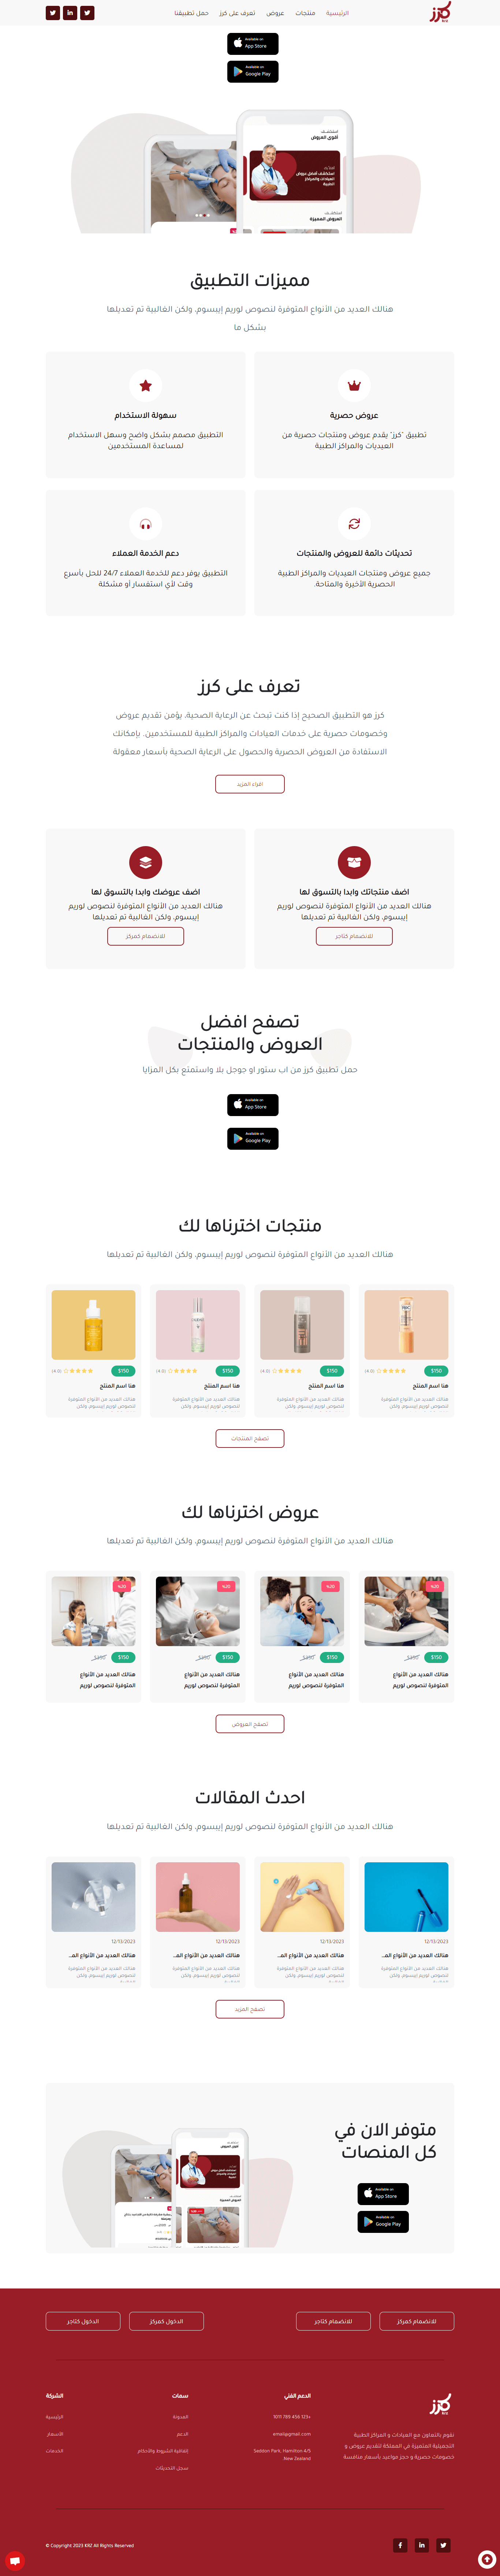 كرز
krz
الرئيسية
منتجات
عروض
تعرف على كرز
حمل تطبيقنا
Available on
App Store
Available on
Google Play
أقوى العروض
استكشف أفضل عروض
العيادات والمراكز
الطبية
العروض المميزة
مميزات التطبيق
هنالك العديد من الأنواع المتوفرة لنصوص لوريم إيبسوم، ولكن الغالبية تم تعديلها
بشكل ما
عروض حصرية
تطبيق "كرز" يقدم عروض ومنتجات حصرية من
العيديات والمراكز الطبية
سهولة الاستخدام
التطبيق مصمم بشكل واضح وسهل الاستخدام
لمساعدة المستخدمين
تحديثات دائمة للعروض والمنتجات
جميع عروض ومنتجات العيديات والمراكز الطبية
الحصرية الأخيرة والمتاحة.
دعم الخدمة العملاء
التطبيق يوفر دعم للخدمة العملاء 24/7 للحل بأسرع
وقت لأي استفسار أو مشكلة
تعرف على كرز
كرز هو التطبيق الصحيح إذا كنت تبحث عن الرعاية الصحية، يؤمن تقديم عروض
وخصومات حصرية على خدمات العيادات والمراكز الطبية للمستخدمين. بإمكانك
الاستفادة من العروض الحصرية والحصول على الرعاية الصحية بأسعار معقولة
اقراء المزيد
اضف منتجاتك وابدا بالتسوق لها
هنالك العديد من الأنواع المتوفرة لنصوص لوريم
إيبسوم، ولكن الغالبية تم تعديلها
للانضمام كتاجر
اضف عروضك وابدا بالتسوق لها
هنالك العديد من الأنواع المتوفرة لنصوص لوريم
إيبسوم، ولكن الغالبية تم تعديلها
للانضمام كمركز
تصفح افضل
العروض والمنتجات
حمل تطبيق كرز من اب ستور او جوجل بلا واستمتع بكل المزايا
Available on
App Store
Available on
Google Play
منتجات اخترناها لك
هنالك العديد من الأنواع المتوفرة لنصوص لوريم إيبسوم، ولكن الغالبية تم تعديلها
$150
(4.0)
هنا اسم المنتج
هنالك العديد من الأنواع المتوفرة
لنصوص لوريم إيبسوم، ولكن
$150
(4.0)
هنا اسم المنتج
هنالك العديد من الأنواع المتوفرة
لنصوص لوريم إيبسوم، ولكن
$150
(4.0)
هنا اسم المنتج
هنالك العديد من الأنواع المتوفرة
لنصوص لوريم إيبسوم، ولكن
$150
(4.0)
هنا اسم المنتج
هنالك العديد من الأنواع المتوفرة
لنصوص لوريم إيبسوم، ولكن
تصفح المنتجات
عروض اخترناها لك
هنالك العديد من الأنواع المتوفرة لنصوص لوريم إيبسوم، ولكن الغالبية تم تعديلها
$150
هنالك العديد من الأنواع
المتوفرة لنصوص لوريم
$150
هنالك العديد من الأنواع
المتوفرة لنصوص لوريم
$150
هنالك العديد من الأنواع
المتوفرة لنصوص لوريم
$150
هنالك العديد من الأنواع
المتوفرة لنصوص لوريم
تصفح العروض
احدث المقالات
هنالك العديد من الأنواع المتوفرة لنصوص لوريم إيبسوم، ولكن الغالبية تم تعديلها
12/13/2023
هنالك العديد من الأنواع المـ...
هنالك العديد من الأنواع المتوفرة
لنصوص لوريم إيبسوم، ولكن
12/13/2023
هنالك العديد من الأنواع المـ...
هنالك العديد من الأنواع المتوفرة
لنصوص لوريم إيبسوم، ولكن
12/13/2023
هنالك العديد من الأنواع المـ...
هنالك العديد من الأنواع المتوفرة
لنصوص لوريم إيبسوم، ولكن
12/13/2023
هنالك العديد من الأنواع المـ...
هنالك العديد من الأنواع المتوفرة
لنصوص لوريم إيبسوم، ولكن
تصفح المزيد
متوفر الان في
كل المنصات
Available on
App Store
Available on
Google Play
أقوى العروض
العروض المميزة
للانضمام كمركز
للانضمام كتاجر
الدخول كمركز
الدخول كتاجر
كرز
نقوم بالتعاون مع العيادات و المراكز الطبية
التجميلية المتميزة في المملكة لتقديم عروض و
خصومات حصرية و حجز مواعيد بأسعار منافسة
الدعم الفني
1011 789 456 123+
email@gmail.com
Seddon Park, Hamilton 4/5
New Zealand
سمات
المدونة
الدعم
إتفاقية الشروط والأحكام
سجل التحديثات
الشركة
الرئيسية
الأسعار
الخدمات
© Copyright 2023 KRZ All Rights Reserved